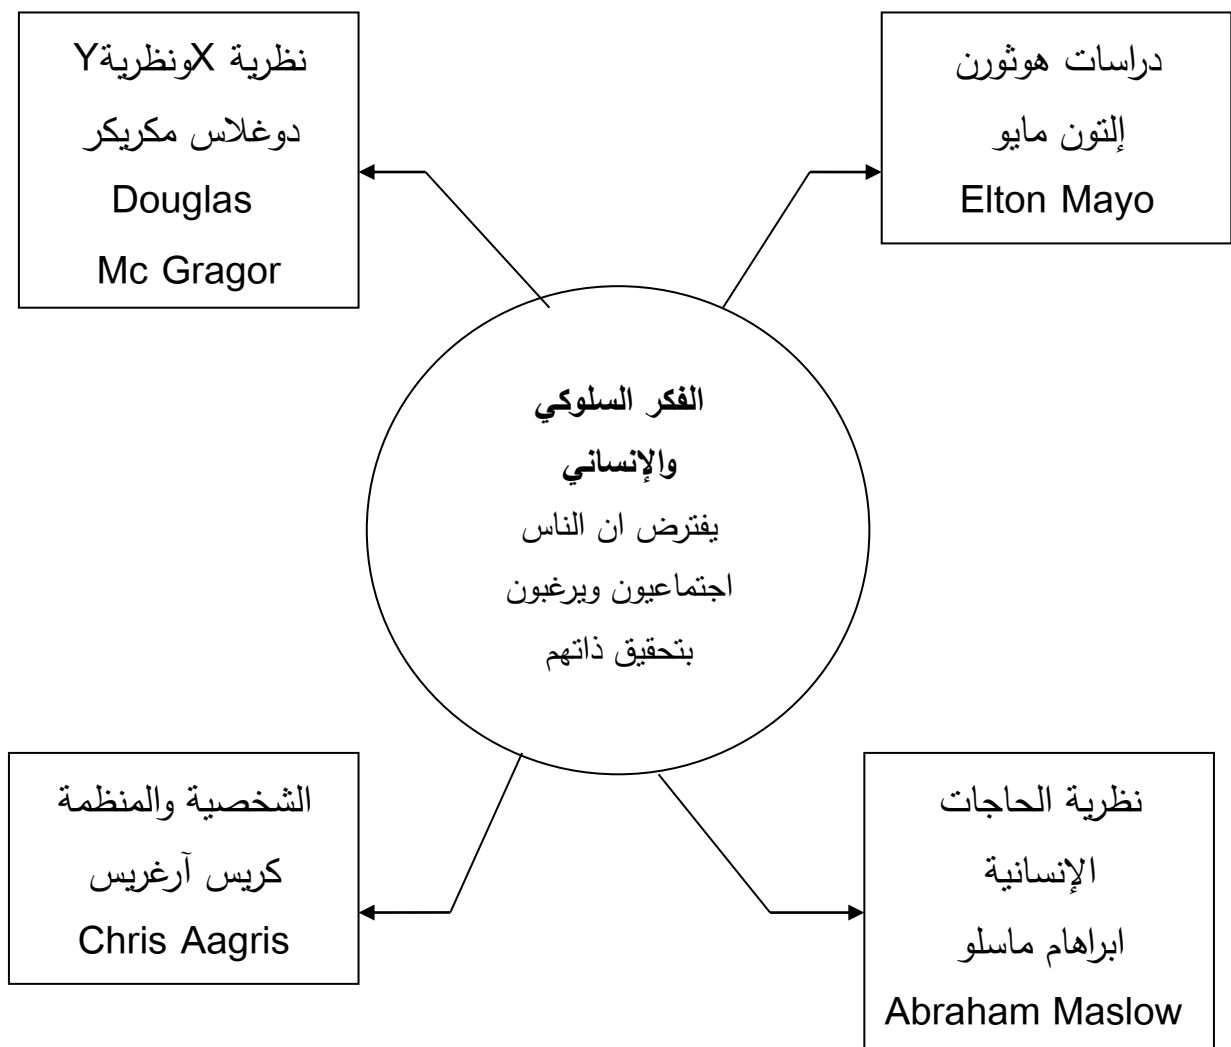 دراسات هوثورن
إلتون مايو
Elton Mayo
نظرية XونظريةY
دوغلاس مكريكر
Douglas
Mc Gragor
الفكر السلوكي
والإنساني
يفترض ان الناس
اجتماعيون ويرغبون
بتحقيق ذاتهم
نظرية الحاجات
الإنسانية
ابراهام ماسلو
Abraham Maslow
الشخصية والمنظمة
كريس آرغريس
Chris Aagris